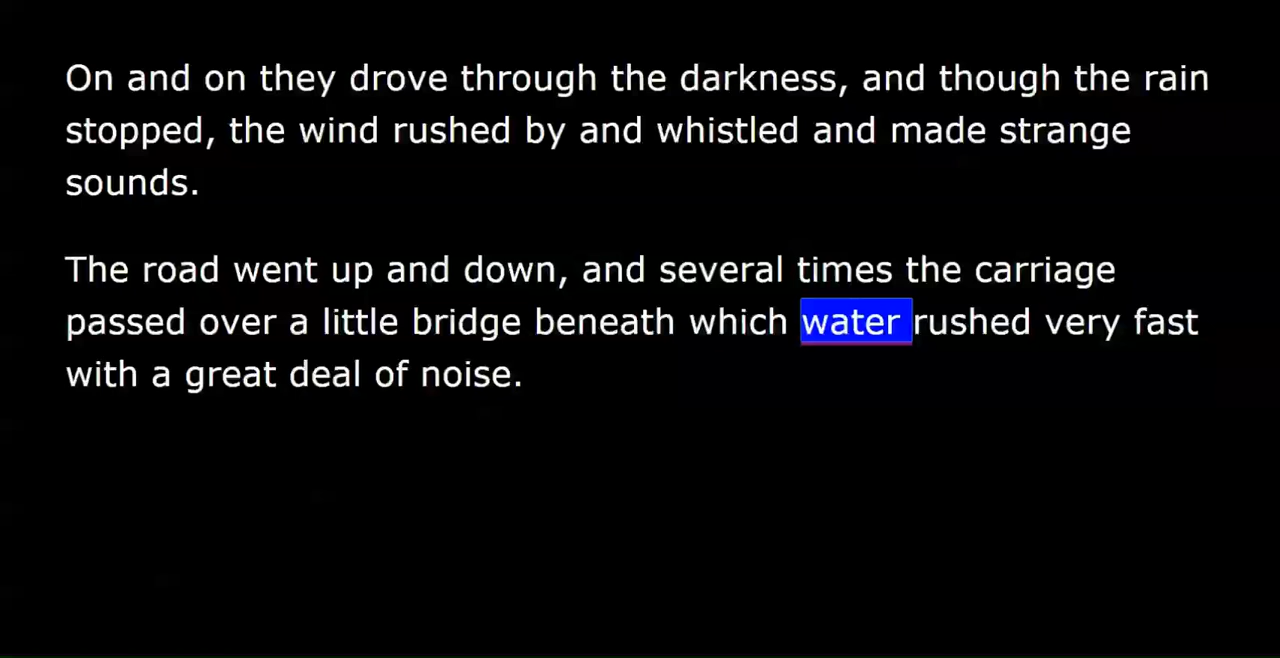 On and on they drove through the darkness, and though the rain
stopped, the wind rushed by and whistled and made strange
sounds.
The road went up and down, and several times the carriage
passed over a little bridge beneath which water rushed very fast
with a great deal of noise.